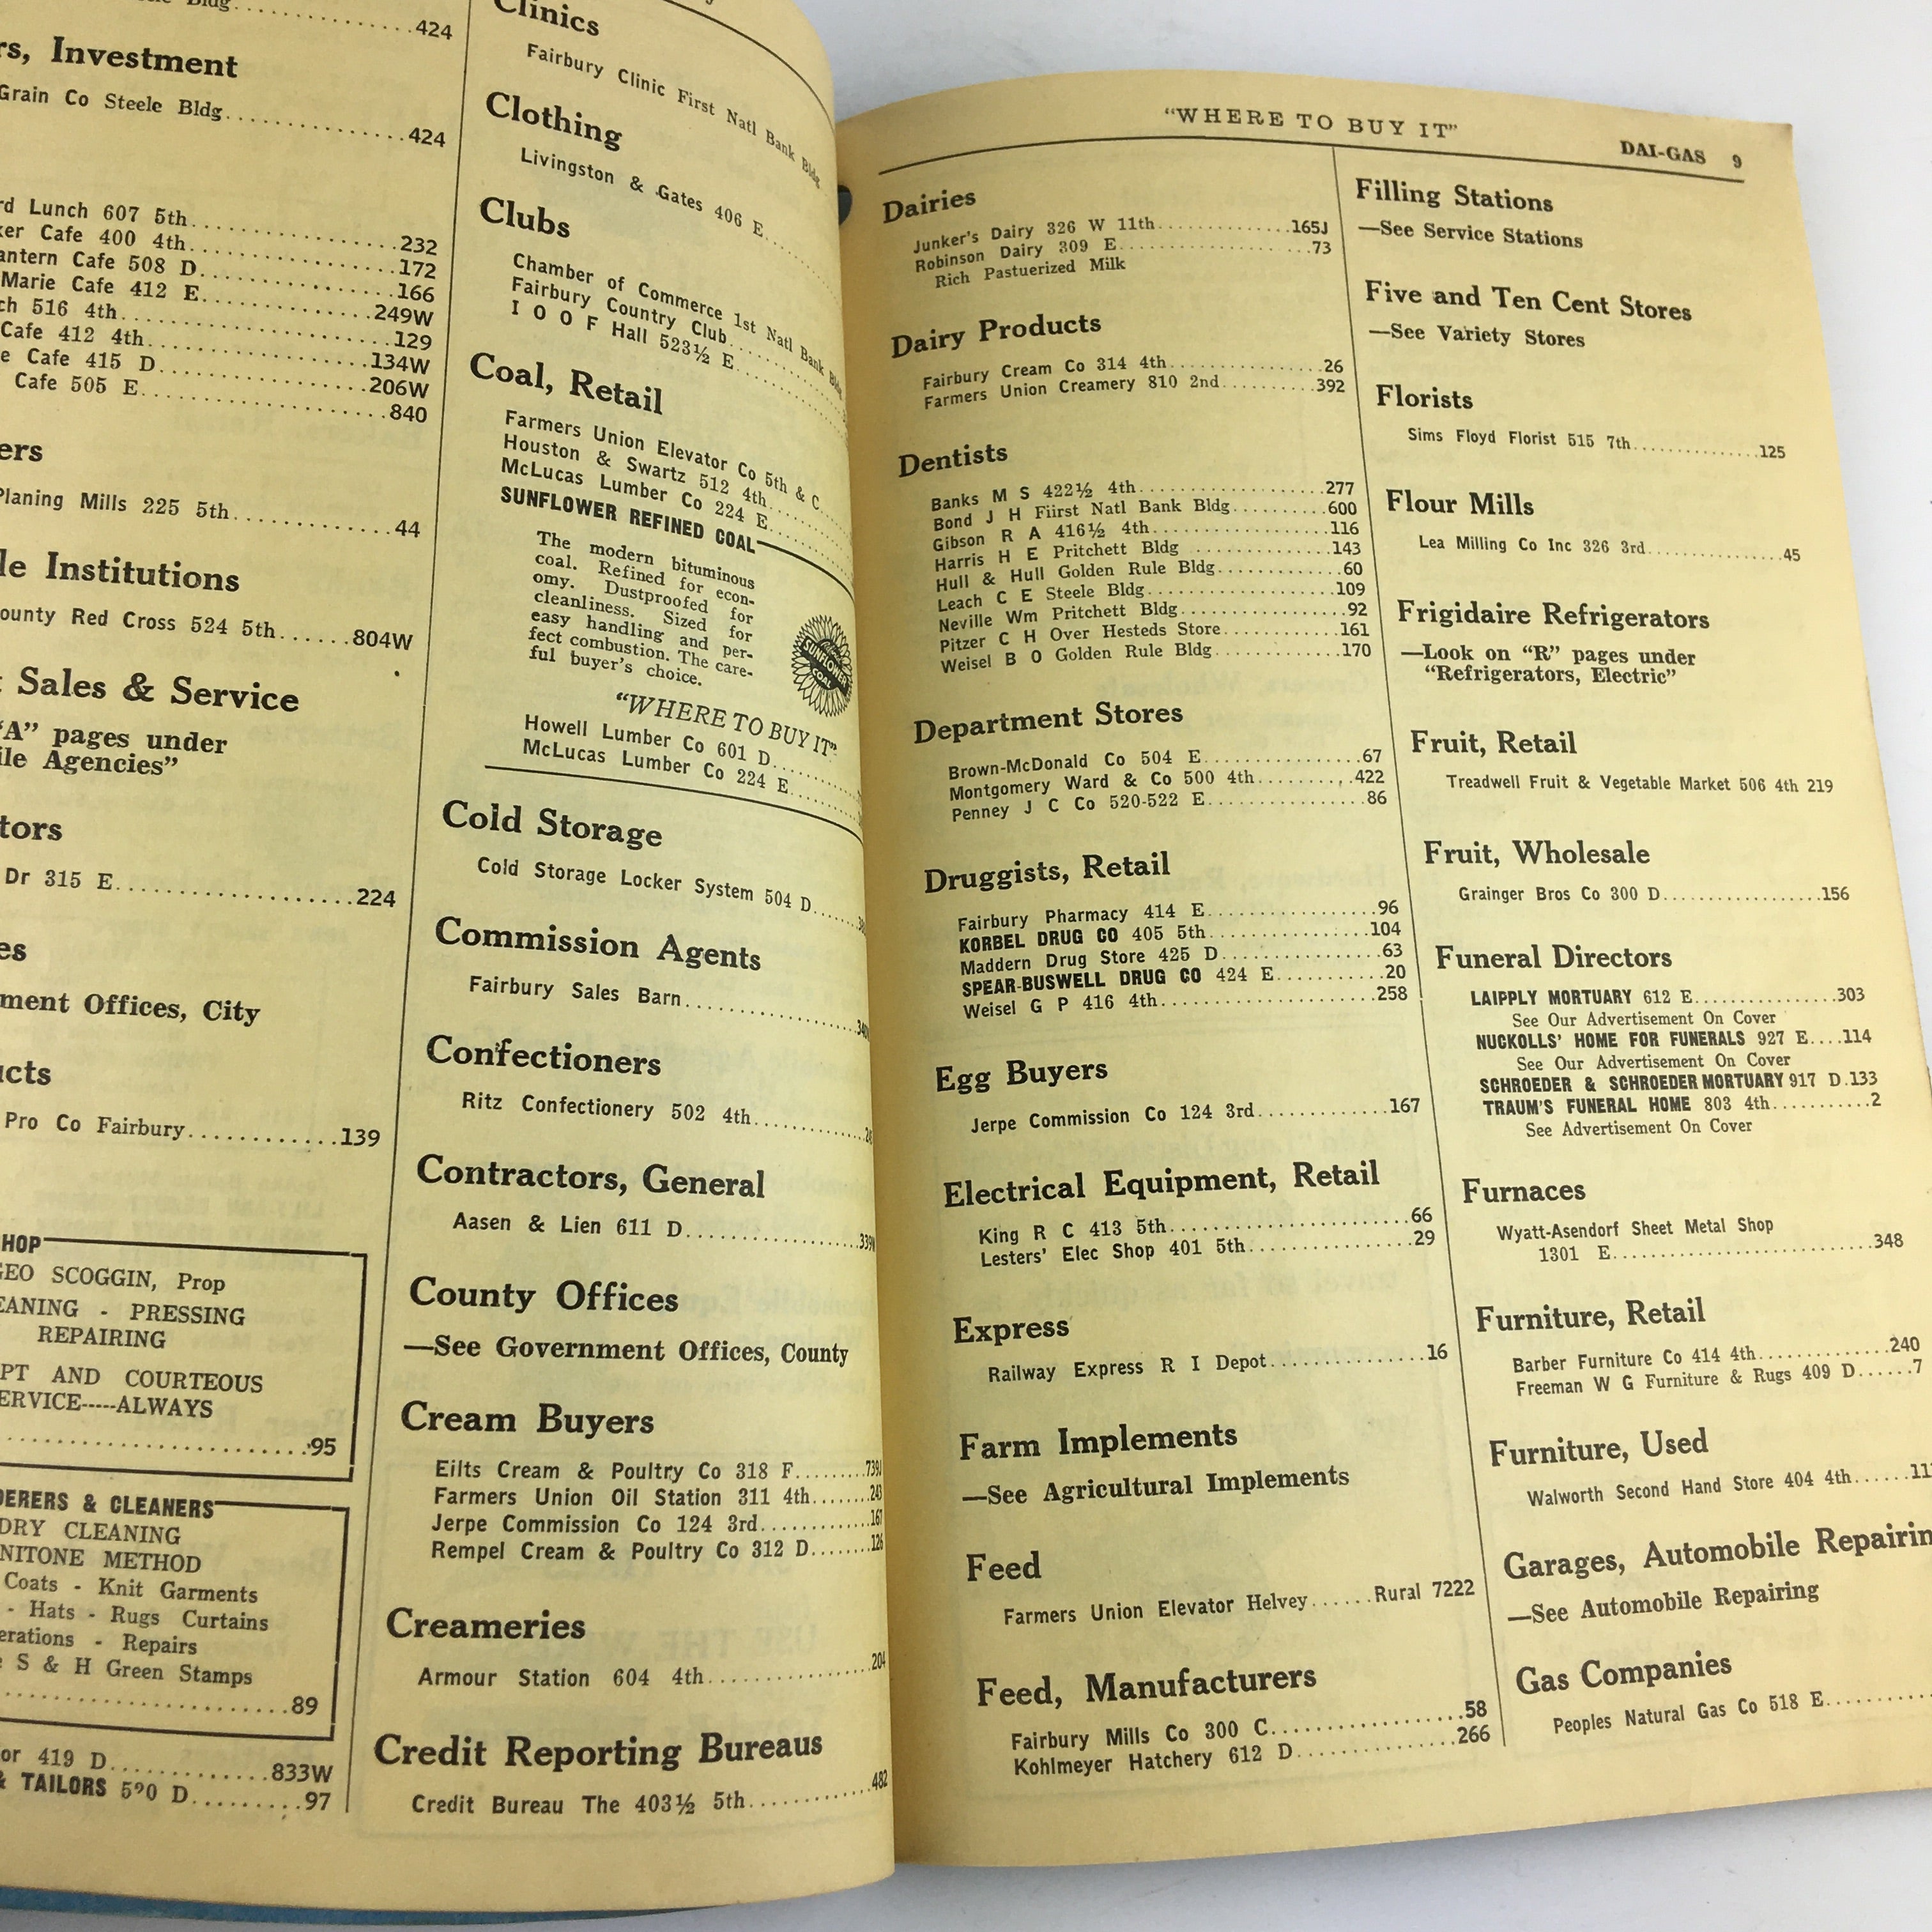 Bldg..................424
Investment
Grain Co Steele Bldg..................424
Lunch 607 5th..................232
Cafe 400 4th..................172
Cafe 508 D..................166
Marie Cafe 412 E..................249W
516 4th..................129
Cafe 412 4th..................134W
Cafe 415 D..................206W
Cafe 505 E..................840
Planing Mills 225 5th..................44
Institutions
Red Cross 524 5th......804W
Sales & Service
"A" pages under
Agencies"
Dr 315 E..................224
Offices, City
Pro Co Fairbury............139
GEO SCOGGIN, Prop
- PRESSING
REPAIRING
AND COURTEOUS
-----ALWAYS
..................95
& CLEANERS
DRY CLEANING
METHOD
Coats - Knit Garments
- Hats - Rugs Curtains
- Repairs
S & H Green Stamps
..................89
419 D.............833W
& TAILORS 520 D.........97
Clinics
Fairbury Clinic First Natl Bank Bldg
Clothing
Livingston & Gates 406 E
Clubs
Chamber of Commerce 1st Natl Bank Bldg
Fairbury Country Club
I O O F Hall 523½ E
Coal, Retail
Farmers Union Elevator Co 5th & C
Houston & Swartz 512 4th
McLucas Lumber Co 224 E
SUNFLOWER REFINED COAL
The modern bituminous
coal. Refined for econ-
omy. Dustproofed for
cleanliness. Sized for
easy handling and per-
fect combustion. The care-
ful buyer's choice.
SUNFLOWER
COAL
"WHERE TO BUY IT"
Howell Lumber Co 601 D
McLucas Lumber Co 224 E
Cold Storage
Cold Storage Locker System 504 D
Commission Agents
Fairbury Sales Barn
Confectioners
Ritz Confectionery 502 4th
Contractors, General
Aasen & Lien 611 D..................339W
County Offices
—See Government Offices, County
Cream Buyers
Eilts Cream & Poultry Co 318 F.........739J
Farmers Union Oil Station 311 4th........243
Jerpe Commission Co 124 3rd............167
Rempel Cream & Poultry Co 312 D........126
Creameries
Armour Station 604 4th..................204
Credit Reporting Bureaus
Credit Bureau The 403½ 5th............482
"WHERE TO BUY IT"
DAI-GAS 9
Dairies
Junker's Dairy 326 W 11th.............165J
Robinson Dairy 309 E..................73
Rich Pastuerized Milk
Dairy Products
Fairbury Cream Co 314 4th...............26
Farmers Union Creamery 810 2nd..........392
Dentists
Banks M S 422½ 4th..................277
Bond J H Fiirst Natl Bank Bldg..........600
Gibson R A 416½ 4th..................116
Harris H E Pritchett Bldg ...............143
Hull & Hull Golden Rule Bldg............60
Leach C E Steele Bldg..................109
Neville Wm Pritchett Bldg...............92
Pitzer C H Over Hesteds Store............161
Weisel B O Golden Rule Bldg.............170
Department Stores
Brown-McDonald Co 504 E...............67
Montgomery Ward & Co 500 4th..........422
Penney J C Co 520-522 E...............86
Druggists, Retail
Fairbury Pharmacy 414 E................96
KORBEL DRUG CO 405 5th...............104
Maddern Drug Store 425 D...............63
SPEAR-BUSWELL DRUG CO 424 E..........20
Weisel G P 416 4th....................258
Egg Buyers
Jerpe Commission Co 124 3rd............167
Electrical Equipment, Retail
King R C 413 5th......................66
Lesters' Elec Shop 401 5th...............29
Express
Railway Express R I Depot..............16
Farm Implements
—See Agricultural Implements
Feed
Farmers Union Elevator Helvey......Rural 7222
Feed, Manufacturers
Fairbury Mills Co 300 C.................58
Kohlmeyer Hatchery 612 D..............266
Filling Stations
—See Service Stations
Five and Ten Cent Stores
—See Variety Stores
Florists
Sims Floyd Florist 515 7th..............125
Flour Mills
Lea Milling Co Inc 326 3rd..............45
Frigidaire Refrigerators
—Look on "R" pages under
"Refrigerators, Electric"
Fruit, Retail
Treadwell Fruit & Vegetable Market 506 4th 219
Fruit, Wholesale
Grainger Bros Co 300 D.................156
Funeral Directors
LAIPPLY MORTUARY 612 E...............303
See Our Advertisement On Cover
NUCKOLLS' HOME FOR FUNERALS 927 E....114
See Our Advertisement On Cover
SCHROEDER & SCHROEDER MORTUARY 917 D.133
TRAUM'S FUNERAL HOME 803 4th...........2
See Advertisement On Cover
Furnaces
Wyatt-Asendorf Sheet Metal Shop
1301 E............................348
Furniture, Retail
Barber Furniture Co 414 4th.............240
Freeman W G Furniture & Rugs 409 D......7
Furniture, Used
Walworth Second Hand Store 404 4th
Garages, Automobile Repairing
—See Automobile Repairing
Gas Companies
Peoples Natural Gas Co 518 E